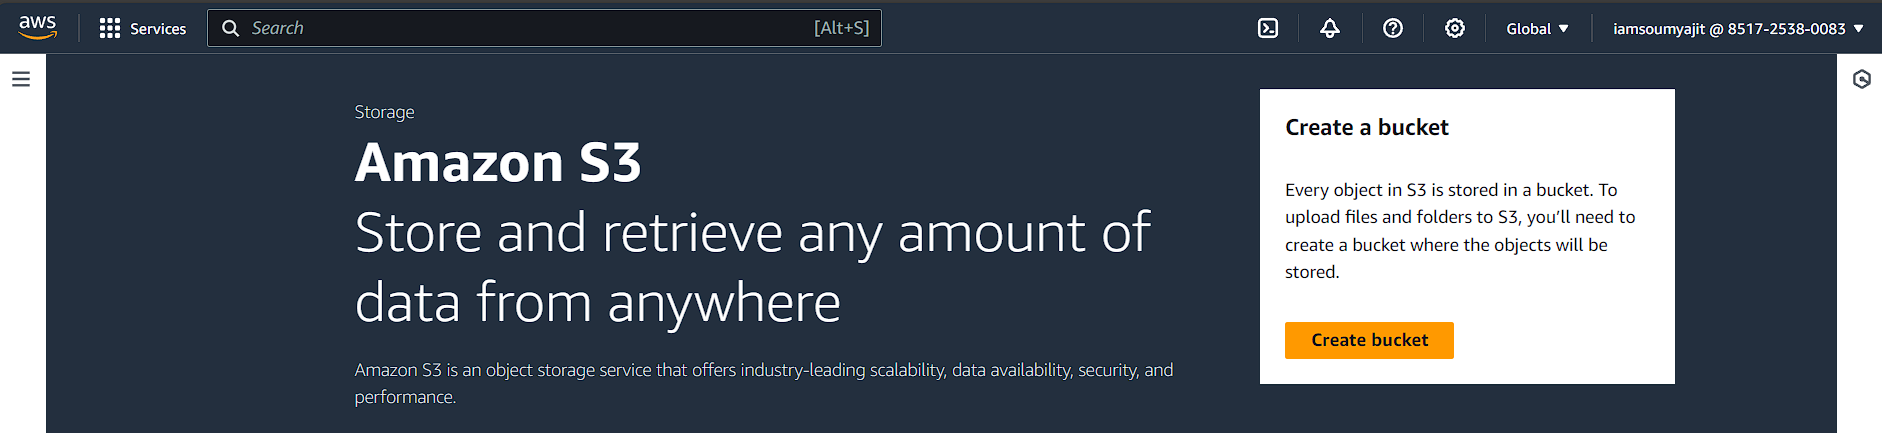 aws
Services
Search
[Alt+S]
Global
iamsoumyajit @ 8517-2538-0083
Storage
Amazon S3
Store and retrieve any amount of
data from anywhere
Amazon S3 is an object storage service that offers industry-leading scalability, data availability, security, and
performance.
Create a bucket
Every object in S3 is stored in a bucket. To
upload files and folders to S3, you’ll need to
create a bucket where the objects will be
stored.
Create bucket